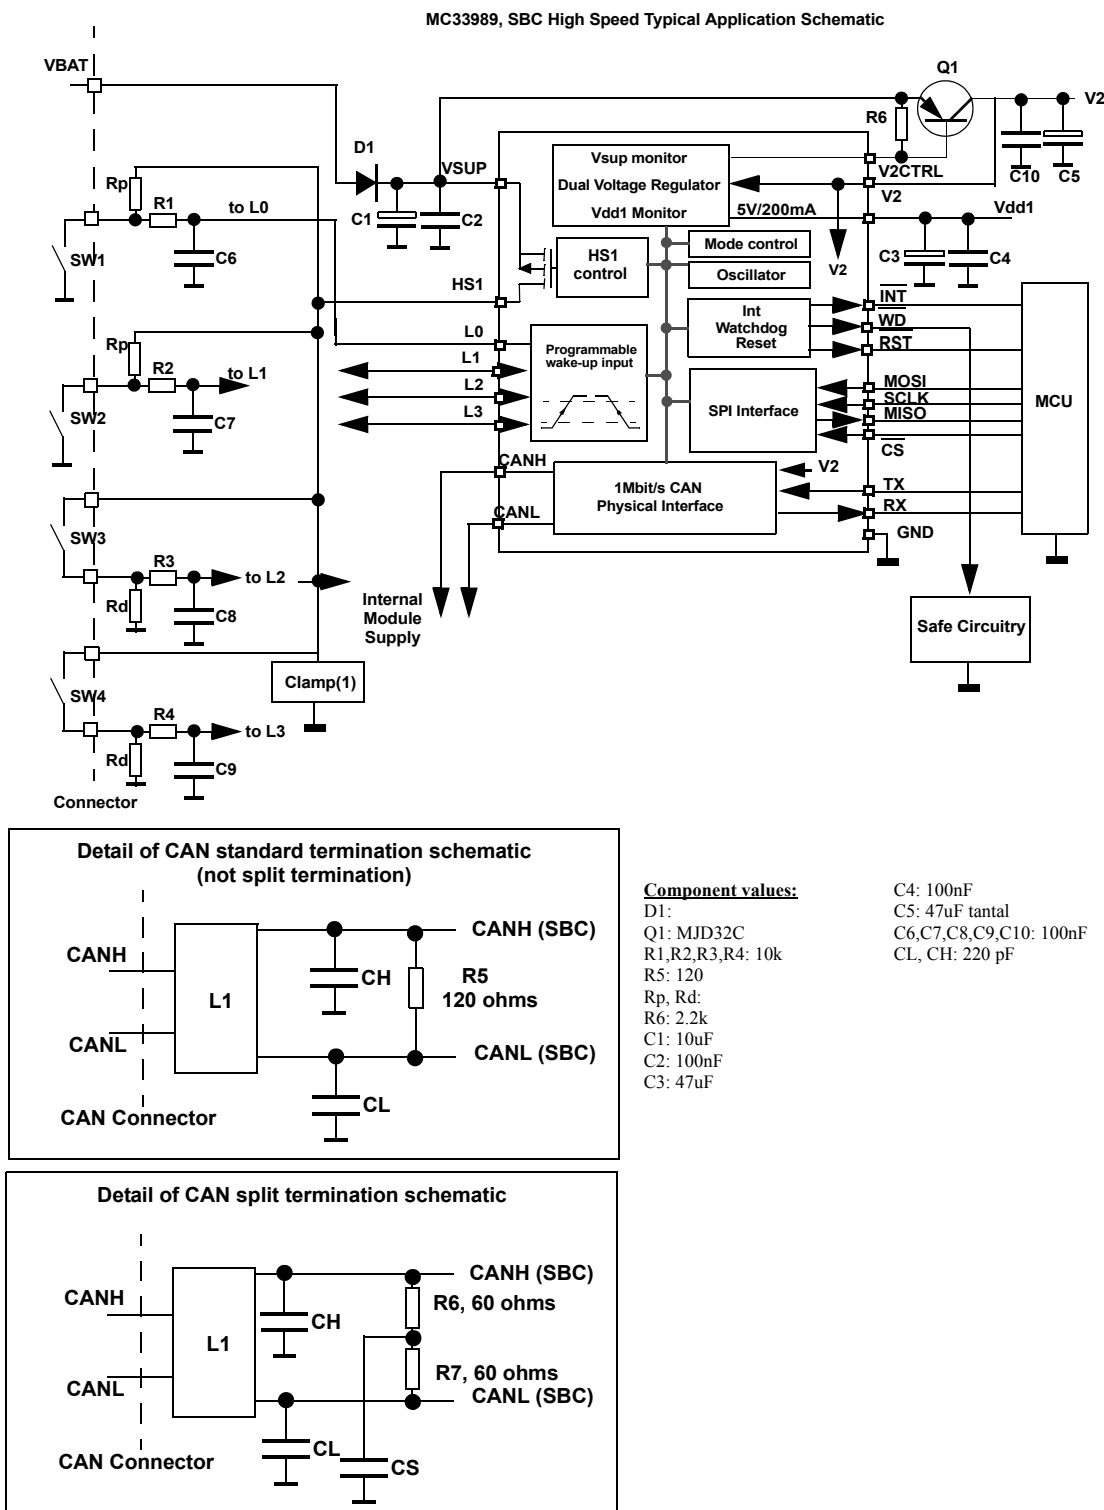 MC33989, SBC High Speed Typical Application Schematic
VBAT
Q1
V2
R6
D1
VSUP
Vsup monitor
Dual Voltage Regulator
Vdd1 Monitor
V2CTRL
V2
C10
C5
Rp
R1
to L0
C1
C2
5V/200mA
Vdd1
SW1
C6
HS1
control
Mode control
Oscillator
V2
C3
C4
HS1
INT
Int
Watchdog
Reset
WD
RST
Rp
R2
to L1
L0
L1
L2
L3
Programmable
wake-up input
SPI Interface
MOSI
SCLK
MISO
CS
MCU
SW2
C7
CANH
CANL
1Mbit/s CAN
Physical Interface
V2
TX
RX
GND
SW3
R3
to L2
Rd
C8
Internal
Module
Supply
Safe Circuitry
SW4
Clamp(1)
R4
to L3
Rd
C9
Connector
Detail of CAN standard termination schematic
(not split termination)
CANH
CANL
L1
CANH (SBC)
CH
R5
120 ohms
CANL (SBC)
CL
CAN Connector
Component values:
D1:
Q1: MJD32C
R1,R2,R3,R4: 10k
R5: 120
Rp, Rd:
R6: 2.2k
C1: 10uF
C2: 100nF
C3: 47uF
C4: 100nF
C5: 47uF tantal
C6,C7,C8,C9,C10: 100nF
CL, CH: 220 pF
Detail of CAN split termination schematic
CANH
CANL
L1
CANH (SBC)
R6, 60 ohms
CH
R7, 60 ohms
CANL (SBC)
CL
CS
CAN Connector